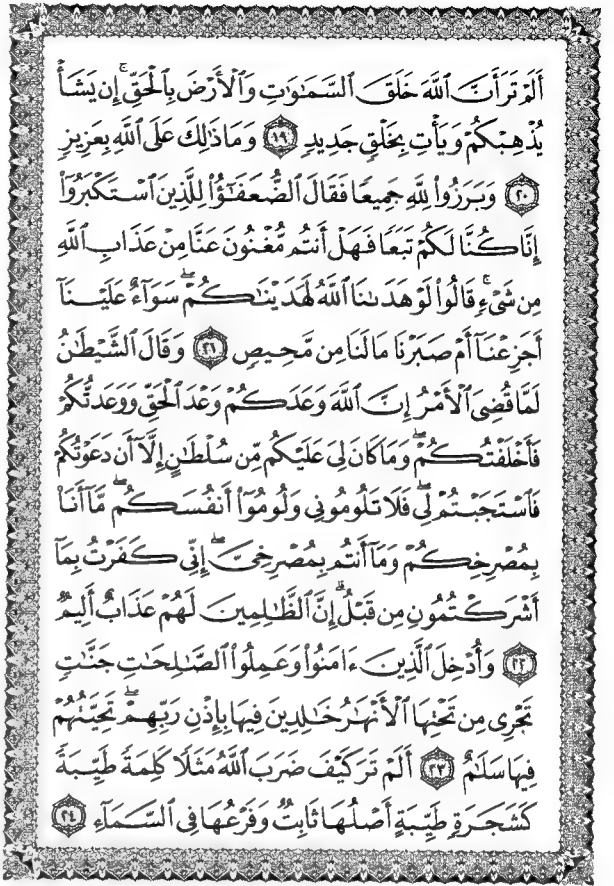 أَلَمْ تَرَ أَنَّ ٱللَّهَ خَلَقَ ٱلسَّمَٰوَٰتِ وَٱلْأَرْضَ بِٱلْحَقِّ ۚ إِن يَشَأْ
يُذْهِبْكُمْ وَيَأْتِ بِخَلْقٍ جَدِيدٍ ١٩ وَمَا ذَٰلِكَ عَلَى ٱللَّهِ بِعَزِيزٍ
٢٠ وَبَرَزُوا۟ لِلَّهِ جَمِيعًا فَقَالَ ٱلضُّعَفَٰٓؤُا۟ لِلَّذِينَ ٱسْتَكْبَرُوٓا۟
إِنَّا كُنَّا لَكُمْ تَبَعًا فَهَلْ أَنتُم مُّغْنُونَ عَنَّا مِنْ عَذَابِ ٱللَّهِ
مِن شَىْءٍ ۚ قَالُوا۟ لَوْ هَدَىٰنَا ٱللَّهُ لَهَدَيْنَٰكُمْ ۖ سَوَآءٌ عَلَيْنَآ
أَجَزِعْنَآ أَمْ صَبَرْنَا مَا لَنَا مِن مَّحِيصٍ ٢١ وَقَالَ ٱلشَّيْطَٰنُ
لَمَّا قُضِىَ ٱلْأَمْرُ إِنَّ ٱللَّهَ وَعَدَكُمْ وَعْدَ ٱلْحَقِّ وَوَعَدتُّكُمْ
فَأَخْلَفْتُكُمْ ۖ وَمَا كَانَ لِىَ عَلَيْكُم مِّن سُلْطَٰنٍ إِلَّآ أَن دَعَوْتُكُمْ
فَٱسْتَجَبْتُمْ لِى ۖ فَلَا تَلُومُونِى وَلُومُوٓا۟ أَنفُسَكُم ۖ مَّآ أَنَا۠
بِمُصْرِخِكُمْ وَمَآ أَنتُم بِمُصْرِخِىَّ ۖ إِنِّى كَفَرْتُ بِمَآ
أَشْرَكْتُمُونِ مِن قَبْلُ ۗ إِنَّ ٱلظَّٰلِمِينَ لَهُمْ عَذَابٌ أَلِيمٌ
٢٢ وَأُدْخِلَ ٱلَّذِينَ ءَامَنُوا۟ وَعَمِلُوا۟ ٱلصَّٰلِحَٰتِ جَنَّٰتٍ
تَجْرِى مِن تَحْتِهَا ٱلْأَنْهَٰرُ خَٰلِدِينَ فِيهَا بِإِذْنِ رَبِّهِمْ ۖ تَحِيَّتُهُمْ
فِيهَا سَلَٰمٌ ٢٣ أَلَمْ تَرَ كَيْفَ ضَرَبَ ٱللَّهُ مَثَلًا كَلِمَةً طَيِّبَةً
كَشَجَرَةٍ طَيِّبَةٍ أَصْلُهَا ثَابِتٌ وَفَرْعُهَا فِى ٱلسَّمَآءِ ٢٤